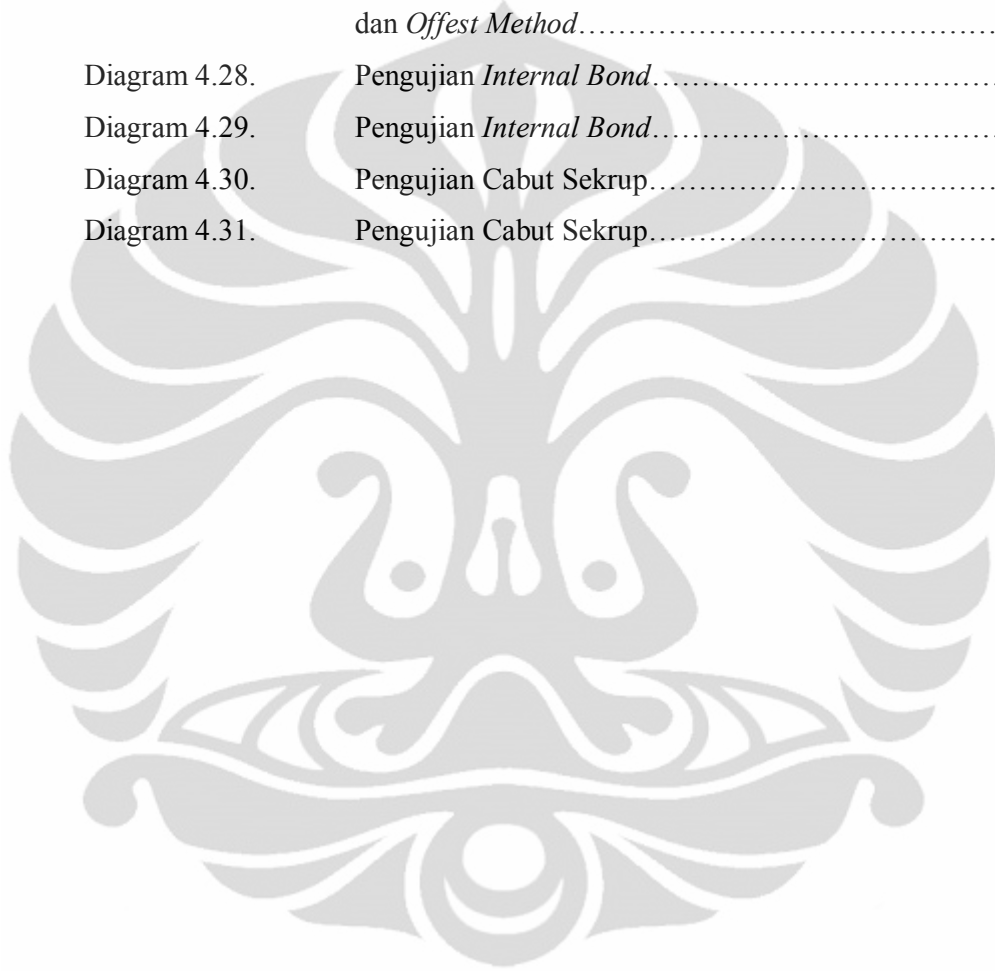 dan Offest Method……………………………………
Diagram 4.28. Pengujian Internal Bond……………………………
Diagram 4.29. Pengujian Internal Bond……………………………
Diagram 4.30. Pengujian Cabut Sekrup……………………………
Diagram 4.31. Pengujian Cabut Sekrup……………………………